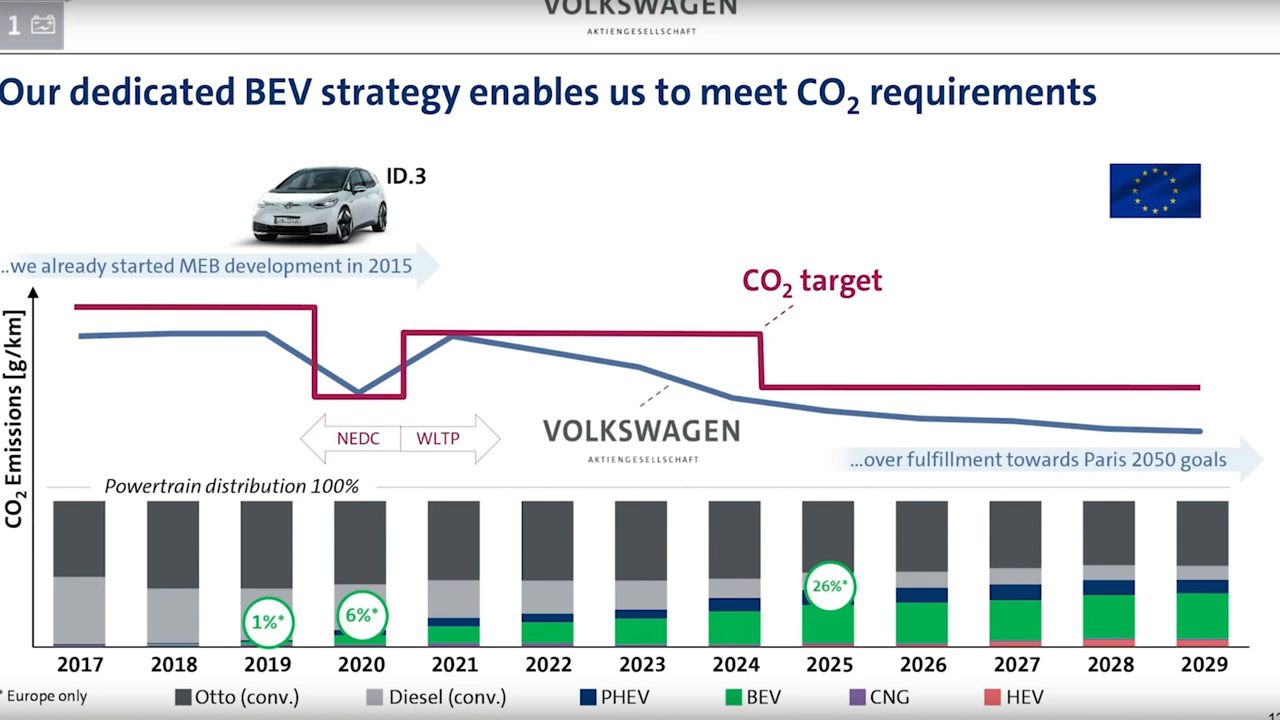 1
VOLKSWAGEN
AKTIENGESELLSCHAFT
Our dedicated BEV strategy enables us to meet CO₂ requirements
ID.3
...we already started MEB development in 2015
CO₂ target
CO₂ Emissions [g/km]
NEDC
WLTP
VOLKSWAGEN
AKTIENGESELLSCHAFT
...over fulfillment towards Paris 2050 goals
Powertrain distribution 100%
1%*
6%*
26%*
2017 2018 2019 2020 2021 2022 2023 2024 2025 2026 2027 2028 2029
* Europe only
Otto (conv.) Diesel (conv.) PHEV BEV CNG HEV